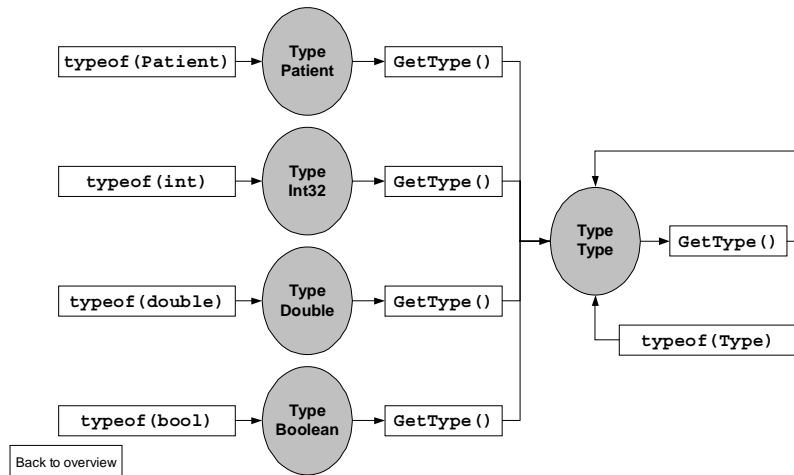 typeof(Patient)
Type
Patient
GetType()
typeof(int)
Type
Int32
GetType()
Type
Type
GetType()
typeof(double)
Type
Double
GetType()
typeof(Type)
typeof(bool)
Type
Boolean
GetType()
Back to overview